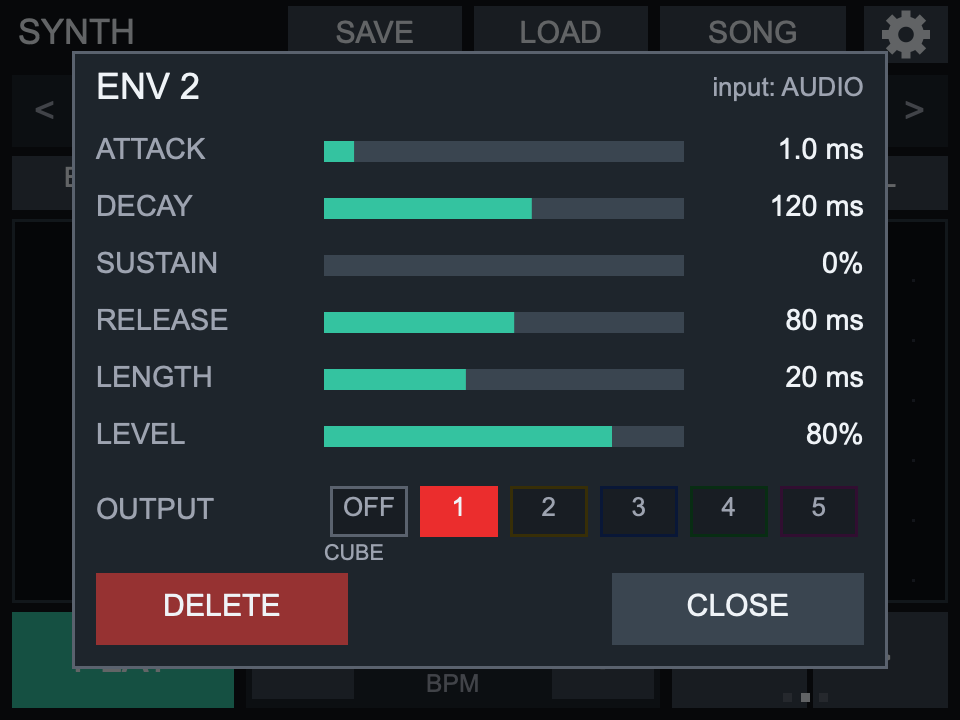 SYNTH SAVE LOAD SONG
ENV 2 input: AUDIO
< >
ATTACK 1.0 ms
DECAY 120 ms
SUSTAIN 0%
RELEASE 80 ms
LENGTH 20 ms
LEVEL 80%
OUTPUT OFF 1 2 3 4 5
CUBE
DELETE CLOSE
BPM